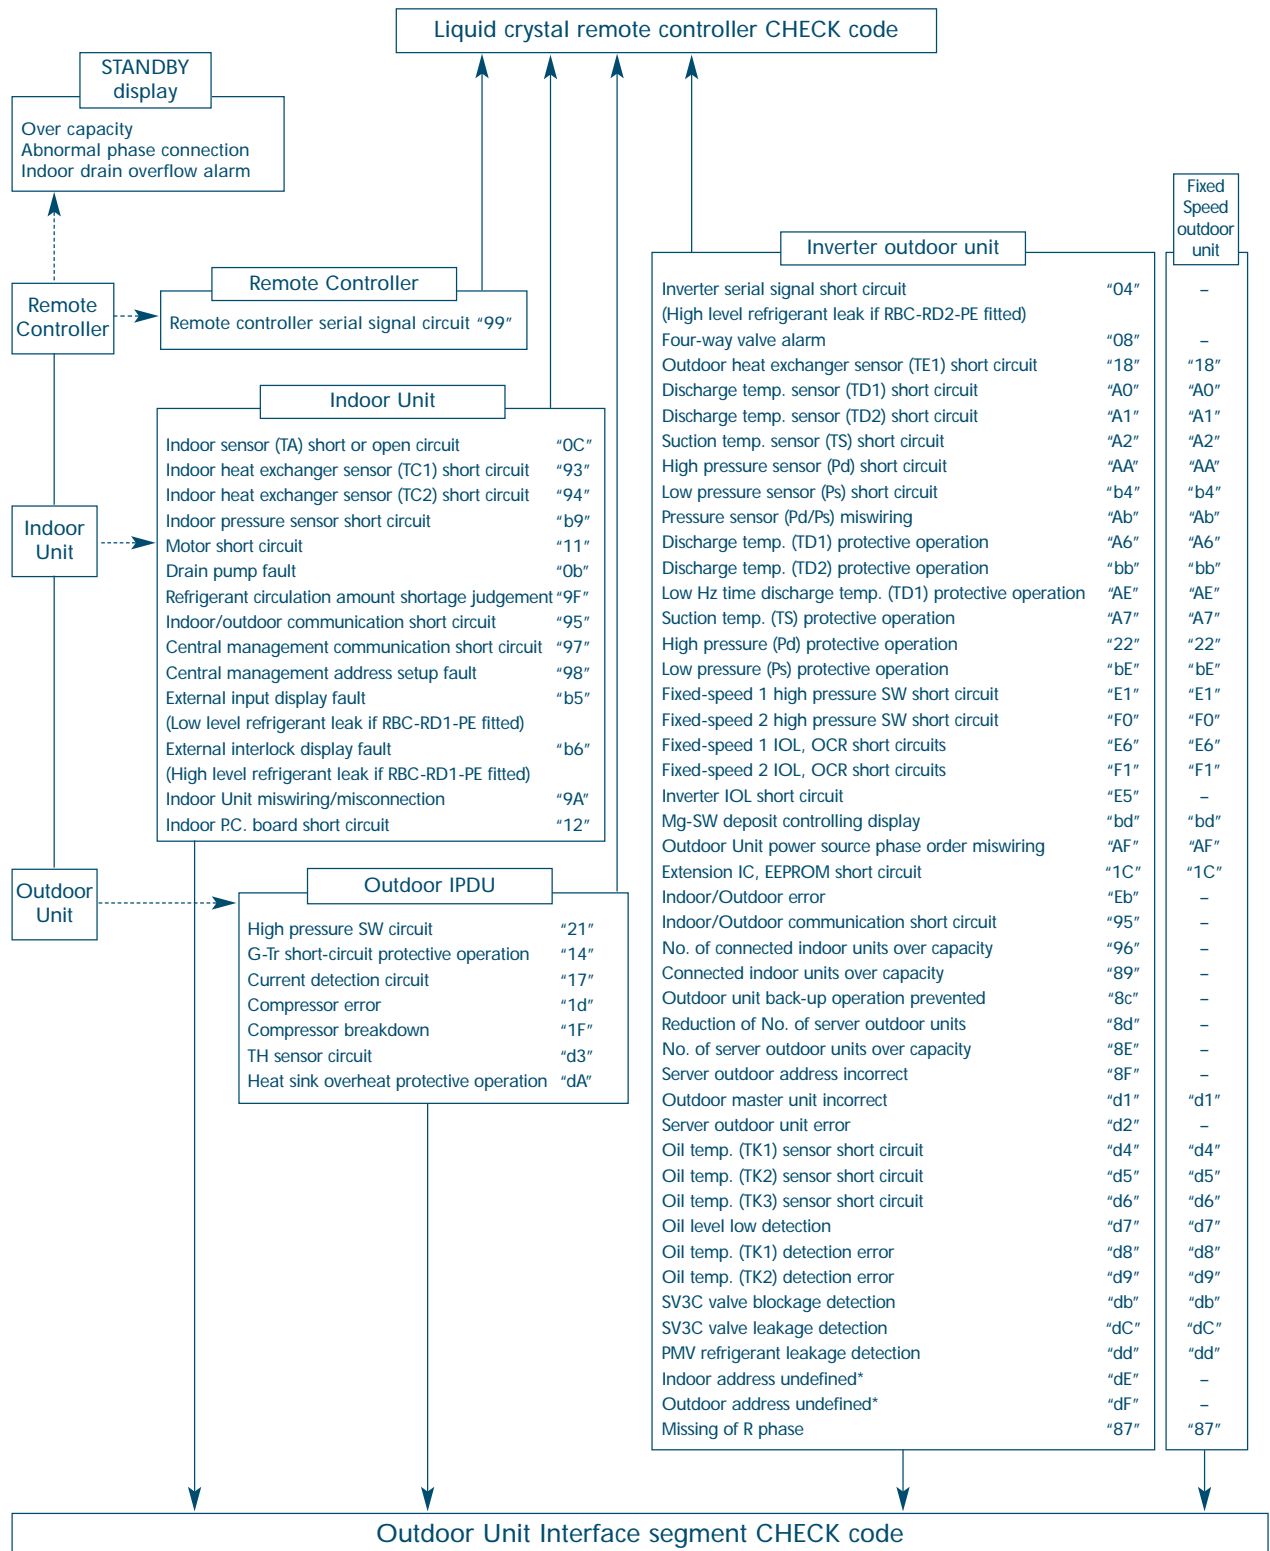 Liquid crystal remote controller CHECK code
STANDBY
display
Over capacity
Abnormal phase connection
Indoor drain overflow alarm
Remote
Controller
Remote Controller
Remote controller serial signal circuit “99”
Indoor
Unit
Indoor Unit
Indoor sensor (TA) short or open circuit “0C”
Indoor heat exchanger sensor (TC1) short circuit “93”
Indoor heat exchanger sensor (TC2) short circuit “94”
Indoor pressure sensor short circuit “b9”
Motor short circuit “11”
Drain pump fault “0b”
Refrigerant circulation amount shortage judgement “9F”
Indoor/outdoor communication short circuit “95”
Central management communication short circuit “97”
Central management address setup fault “98”
External input display fault “b5”
(Low level refrigerant leak if RBC-RD1-PE fitted)
External interlock display fault “b6”
(High level refrigerant leak if RBC-RD1-PE fitted)
Indoor Unit miswiring/misconnection “9A”
Indoor P.C. board short circuit “12”
Outdoor
Unit
Outdoor IPDU
High pressure SW circuit “21”
G-Tr short-circuit protective operation “14”
Current detection circuit “17”
Compressor error “1d”
Compressor breakdown “1F”
TH sensor circuit “d3”
Heat sink overheat protective operation “dA”
Inverter outdoor unit
Fixed
Speed
outdoor
unit
Inverter serial signal short circuit “04” –
(High level refrigerant leak if RBC-RD2-PE fitted)
Four-way valve alarm “08” –
Outdoor heat exchanger sensor (TE1) short circuit “18” “18”
Discharge temp. sensor (TD1) short circuit “A0” “A0”
Discharge temp. sensor (TD2) short circuit “A1” “A1”
Suction temp. sensor (TS) short circuit “A2” “A2”
High pressure sensor (Pd) short circuit “AA” “AA”
Low pressure sensor (Ps) short circuit “b4” “b4”
Pressure sensor (Pd/Ps) miswiring “Ab” “Ab”
Discharge temp. (TD1) protective operation “A6” “A6”
Discharge temp. (TD2) protective operation “bb” “bb”
Low Hz time discharge temp. (TD1) protective operation “AE” “AE”
Suction temp. (TS) protective operation “A7” “A7”
High pressure (Pd) protective operation “22” “22”
Low pressure (Ps) protective operation “bE” “bE”
Fixed-speed 1 high pressure SW short circuit “E1” “E1”
Fixed-speed 2 high pressure SW short circuit “F0” “F0”
Fixed-speed 1 IOL, OCR short circuits “E6” “E6”
Fixed-speed 2 IOL, OCR short circuits “F1” “F1”
Inverter IOL short circuit “E5” –
Mg-SW deposit controlling display “bd” “bd”
Outdoor Unit power source phase order miswiring “AF” “AF”
Extension IC, EEPROM short circuit “1C” “1C”
Indoor/Outdoor error “Eb” –
Indoor/Outdoor communication short circuit “95” –
No. of connected indoor units over capacity “96” –
Connected indoor units over capacity “89” –
Outdoor unit back-up operation prevented “8c” –
Reduction of No. of server outdoor units “8d” –
No. of server outdoor units over capacity “8E” –
Server outdoor address incorrect “8F” –
Outdoor master unit incorrect “d1” “d1”
Server outdoor unit error “d2” –
Oil temp. (TK1) sensor short circuit “d4” “d4”
Oil temp. (TK2) sensor short circuit “d5” “d5”
Oil temp. (TK3) sensor short circuit “d6” “d6”
Oil level low detection “d7” “d7”
Oil temp. (TK1) detection error “d8” “d8”
Oil temp. (TK2) detection error “d9” “d9”
SV3C valve blockage detection “db” “db”
SV3C valve leakage detection “dC” “dC”
PMV refrigerant leakage detection “dd” “dd”
Indoor address undefined* “dE” –
Outdoor address undefined* “dF” –
Missing of R phase “87” “87”
Outdoor Unit Interface segment CHECK code